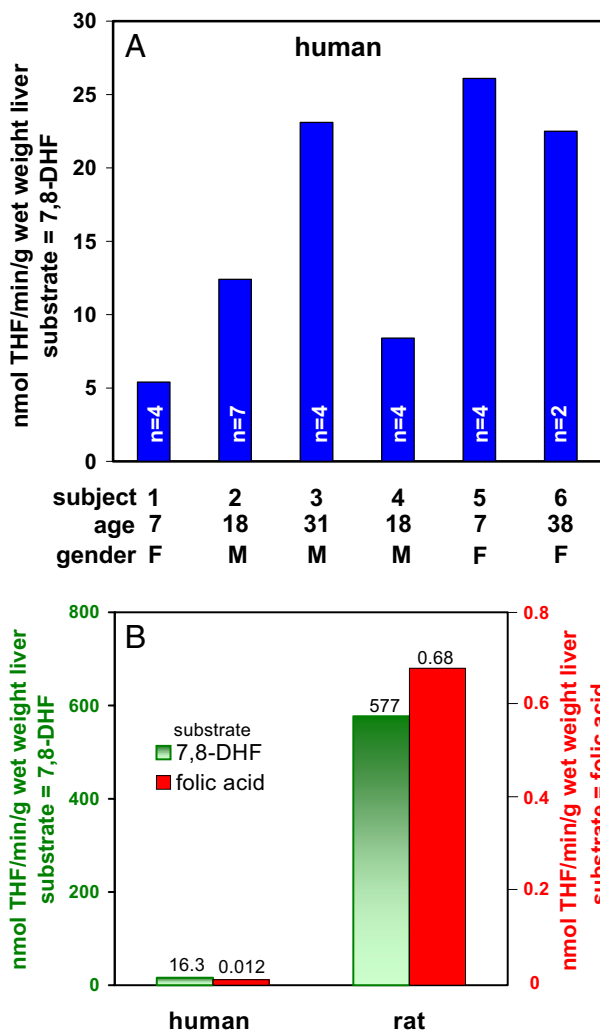 A
human
nmol THF/min/g wet weight liver
substrate = 7,8-DHF
30
25
20
15
10
5
0
n=4
n=7
n=4
n=4
n=4
n=2
subject 1 2 3 4 5 6
age 7 18 31 18 7 38
gender F M M M F F
B
nmol THF/min/g wet weight liver
substrate = 7,8-DHF
800
600
400
200
0
substrate
7,8-DHF
folic acid
16.3
0.012
577
0.68
human
rat
0.8
0.6
0.4
0.2
0
nmol THF/min/g wet weight liver
substrate = folic acid